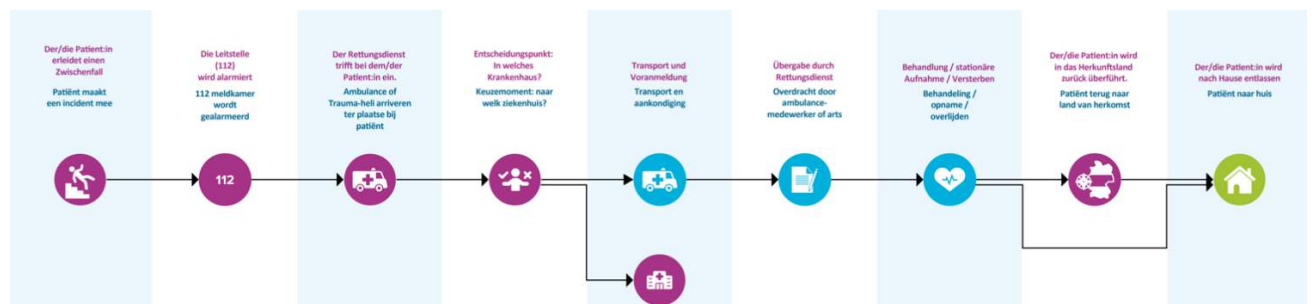 Der/die Patient:in
erleidet einen
Zwischenfall
Patiënt maakt
een incident mee
Die Leitstelle
(112)
wird alarmiert
112 meldkamer
wordt
gealarmeerd
Der Rettungsdienst
trifft bei dem/der
Patient:in ein.
Ambulance of
Trauma-heli arriveren
ter plaatse bij
patiënt
Entscheidungspunkt:
In welches
Krankenhaus?
Keuzemoment: naar
welk ziekenhuis?
Transport und
Voranmeldung
Transport en
aankondiging
Übergabe durch
Rettungsdienst
Overdracht door
ambulance-
medewerker of arts
Behandlung / stationäre
Aufnahme / Versterben
Behandeling /
opname /
overlijden
Der/die Patient:in wird
in das Herkunftsland
zurück überführt.
Patiënt terug naar
land van herkomst
Der/die Patient:in wird
nach Hause entlassen
Patiënt naar huis
112